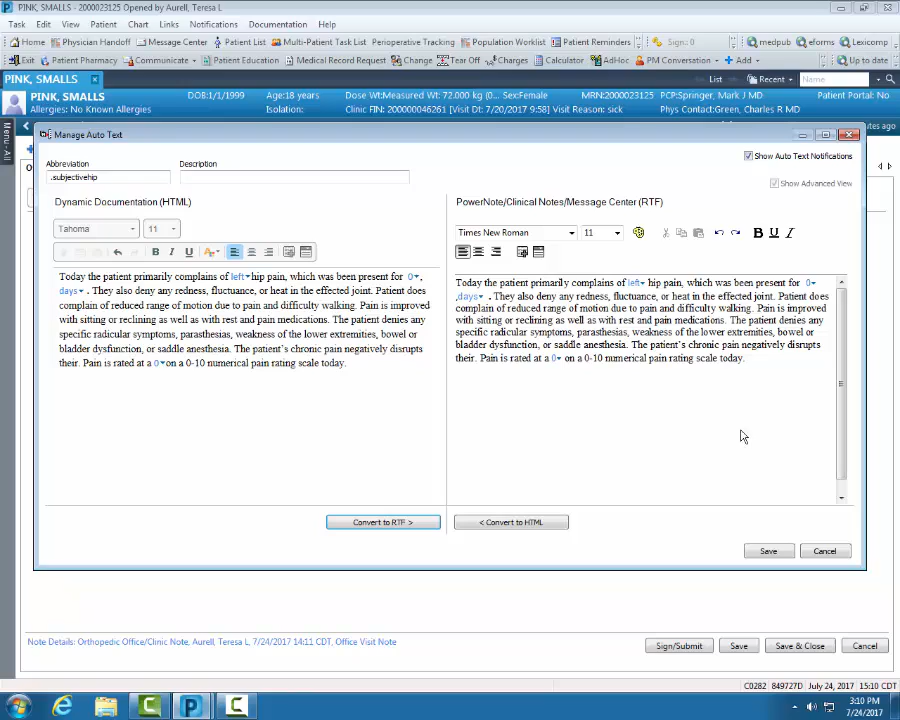 PINK, SMALLS - 2000023125 Opened by Aurell, Teresa L
Task Edit View Patient Chart Links Notifications Documentation Help
Home Physician Handoff Message Center Patient List Multi-Patient Task List Perioperative Tracking Population Worklist Patient Reminders Sign: 0 medpub eforms Lexicomp
Exit Patient Pharmacy Communicate Patient Education Medical Record Request Change Tear Off Charges Calculator AdHoc PM Conversation Add Up to date
PINK, SMALLS List Recent Name
PINK, SMALLS DOB:1/1/1999 Age:18 years Dose Wt:Measured Wt: 72.000 kg (0... Sex:Female MRN:2000023125 PCP:Springer, Mark J MD Patient Portal: No
Allergies: No Known Allergies Isolation: Clinic FIN: 200000046261 [Visit Dt: 7/20/2017 9:58] Visit Reason: sick Phys Contact:Green, Charles R MD
Menu - All
utes ago
Manage Auto Text
Abbreviation Description Show Auto Text Notifications
.subjectivehip
Show Advanced View
Dynamic Documentation (HTML)
Tahoma 11
B I U A
Today the patient primarily complains of left hip pain, which was been present for 0 ,
days . They also deny any redness, fluctuance, or heat in the effected joint. Patient does
complain of reduced range of motion due to pain and difficulty walking. Pain is improved
with sitting or reclining as well as with rest and pain medications. The patient denies any
specific radicular symptoms, parasthesias, weakness of the lower extremities, bowel or
bladder dysfunction, or saddle anesthesia. The patient's chronic pain negatively disrupts
their. Pain is rated at a 0 on a 0-10 numerical pain rating scale today.
PowerNote/Clinical Notes/Message Center (RTF)
Times New Roman 11 B U I
Today the patient primarily complains of left hip pain, which was been present for 0
,days . They also deny any redness, fluctuance, or heat in the effected joint. Patient does
complain of reduced range of motion due to pain and difficulty walking. Pain is improved
with sitting or reclining as well as with rest and pain medications. The patient denies any
specific radicular symptoms, parasthesias, weakness of the lower extremities, bowel or
bladder dysfunction, or saddle anesthesia. The patient's chronic pain negatively disrupts
their. Pain is rated at a 0 on a 0-10 numerical pain rating scale today.
Convert to RTF > < Convert to HTML
Save Cancel
Note Details: Orthopedic Office/Clinic Note, Aurell, Teresa L, 7/24/2017 14:11 CDT, Office Visit Note
Sign/Submit Save Save & Close Cancel
C0282 849727D July 24, 2017 15:10 CDT
3:10 PM
7/24/2017